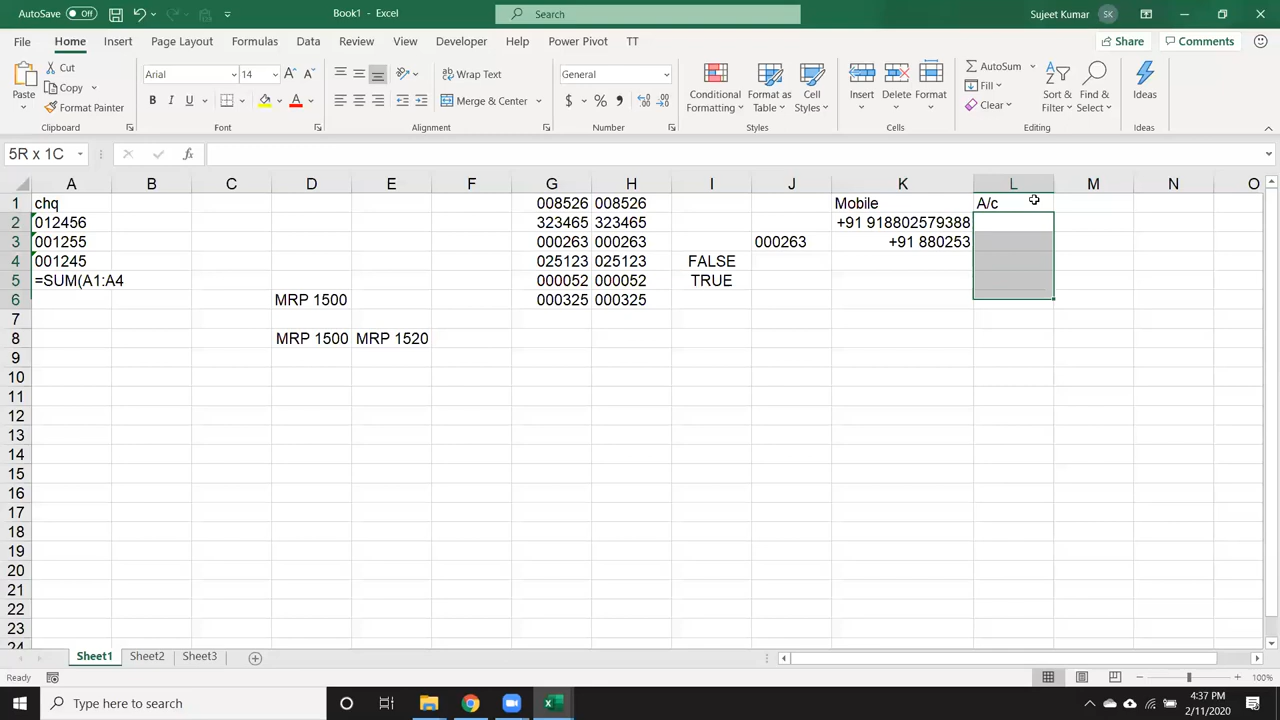 AutoSave Off Book1 - Excel Search Sujeet Kumar SK
File Home Insert Page Layout Formulas Data Review View Developer Help Power Pivot TT Share Comments
Paste Cut Copy Format Painter Clipboard
Arial 14 A A B I U A Font
Wrap Text Merge & Center Alignment
General $ % , Number
Conditional Formatting Format as Table Cell Styles Styles
Insert Delete Format Cells
AutoSum Fill Clear Sort & Filter Find & Select Editing
Ideas Ideas
5R x 1C fx
A B C D E F G H I J K L M N O
1 chq 008526 008526 Mobile A/c
2 012456 323465 323465 +91 918802579388
3 001255 000263 000263 000263 +91 880253
4 001245 025123 025123 FALSE
5 =SUM(A1:A4 000052 000052 TRUE
6 MRP 1500 000325 000325
7
8 MRP 1500 MRP 1520
9
10
11
12
13
14
15
16
17
18
19
20
21
22
23
24
Sheet1 Sheet2 Sheet3
Ready 100%
Type here to search 4:37 PM
2/11/2020